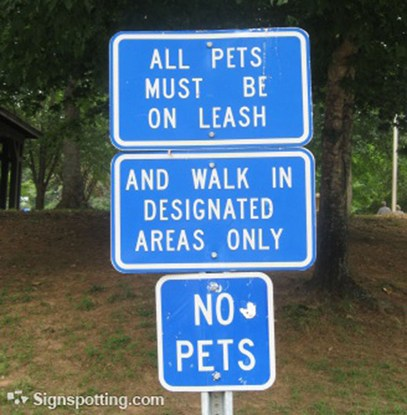 ALL PETS
MUST BE
ON LEASH
AND WALK IN
DESIGNATED
AREAS ONLY
NO
PETS
Signspotting.com